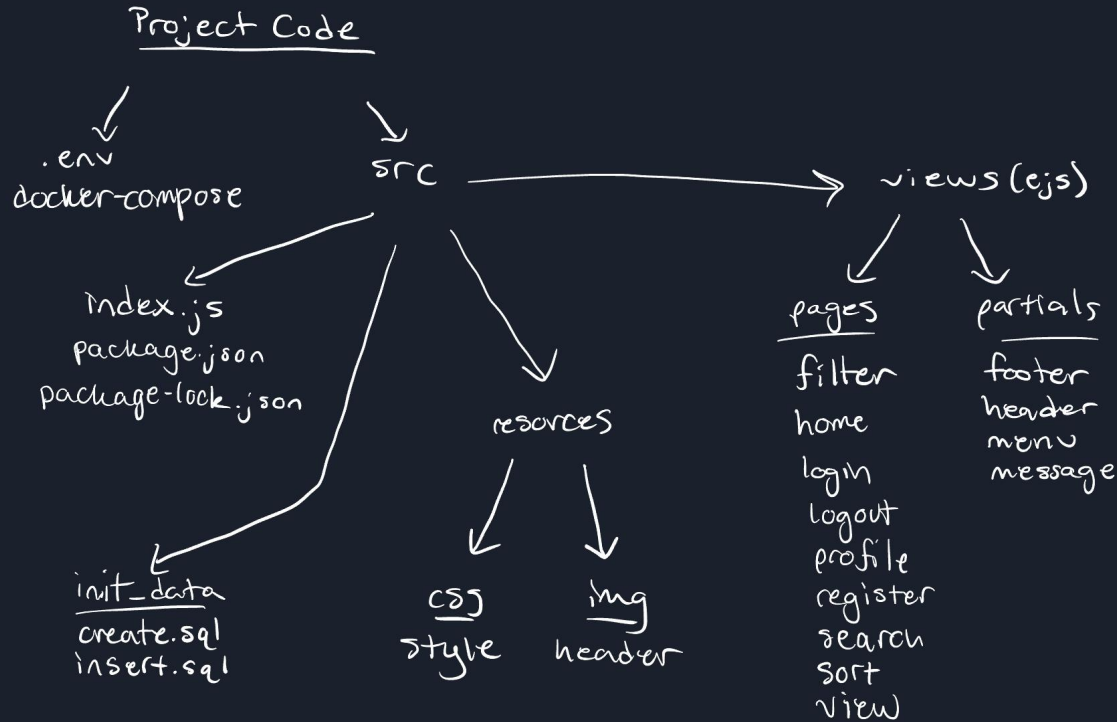 Project Code
.env
docker-compose
src
views (ejs)
index.js
package.json
package-lock.json
resorces
init_data
create.sql
insert.sql
css
style
img
header
pages
filter
home
login
logout
profile
register
search
sort
view
partials
footer
header
menu
message